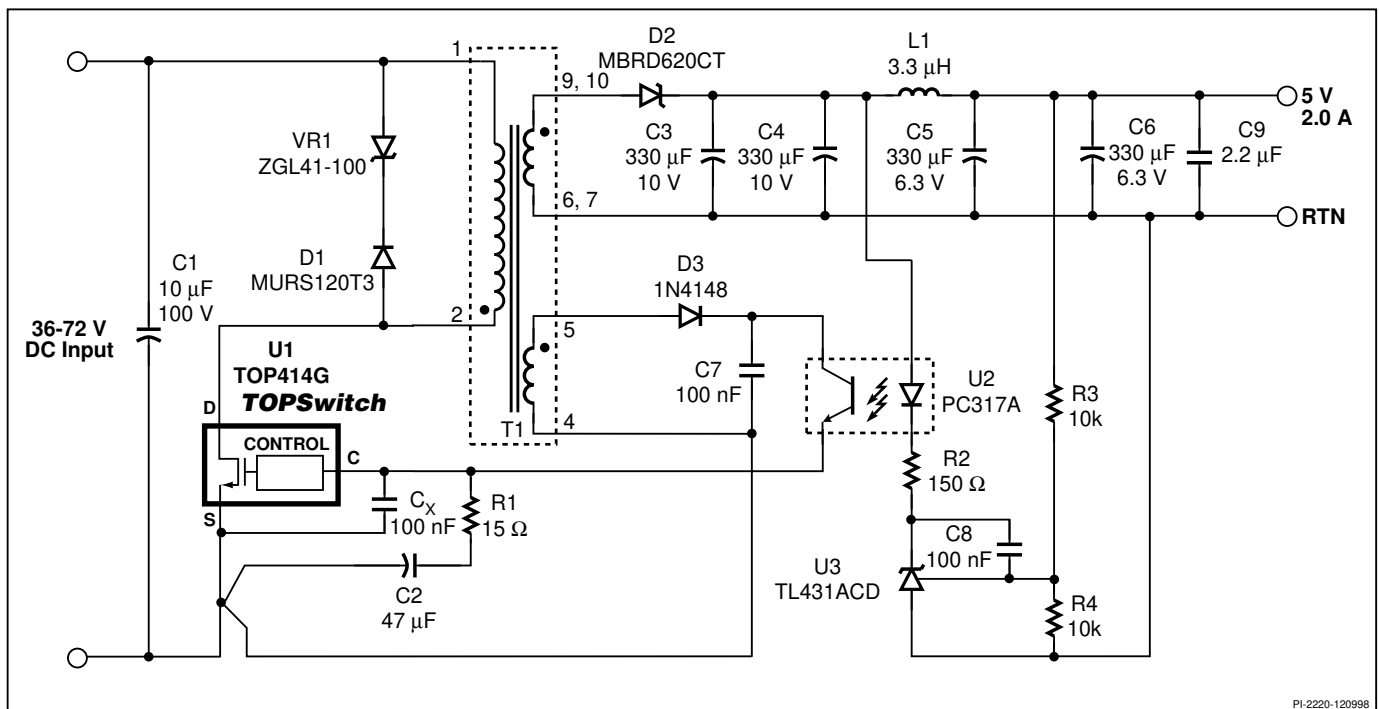 D2
MBRD620CT
L1
3.3 µH
1
9, 10
5 V
2.0 A
VR1
ZGL41-100
C3
330 µF
10 V
C4
330 µF
10 V
C5
330 µF
6.3 V
C6
330 µF
6.3 V
C9
2.2 µF
6, 7
RTN
D1
MURS120T3
C1
10 µF
100 V
D3
1N4148
2
5
36-72 V
DC Input
U1
TOP414G
TOPSwitch
C7
100 nF
U2
PC317A
R3
10k
D
T1
4
CONTROL
C
R2
150 Ω
S
CX
100 nF
R1
15 Ω
C8
100 nF
U3
TL431ACD
C2
47 µF
R4
10k
PI-2220-120998